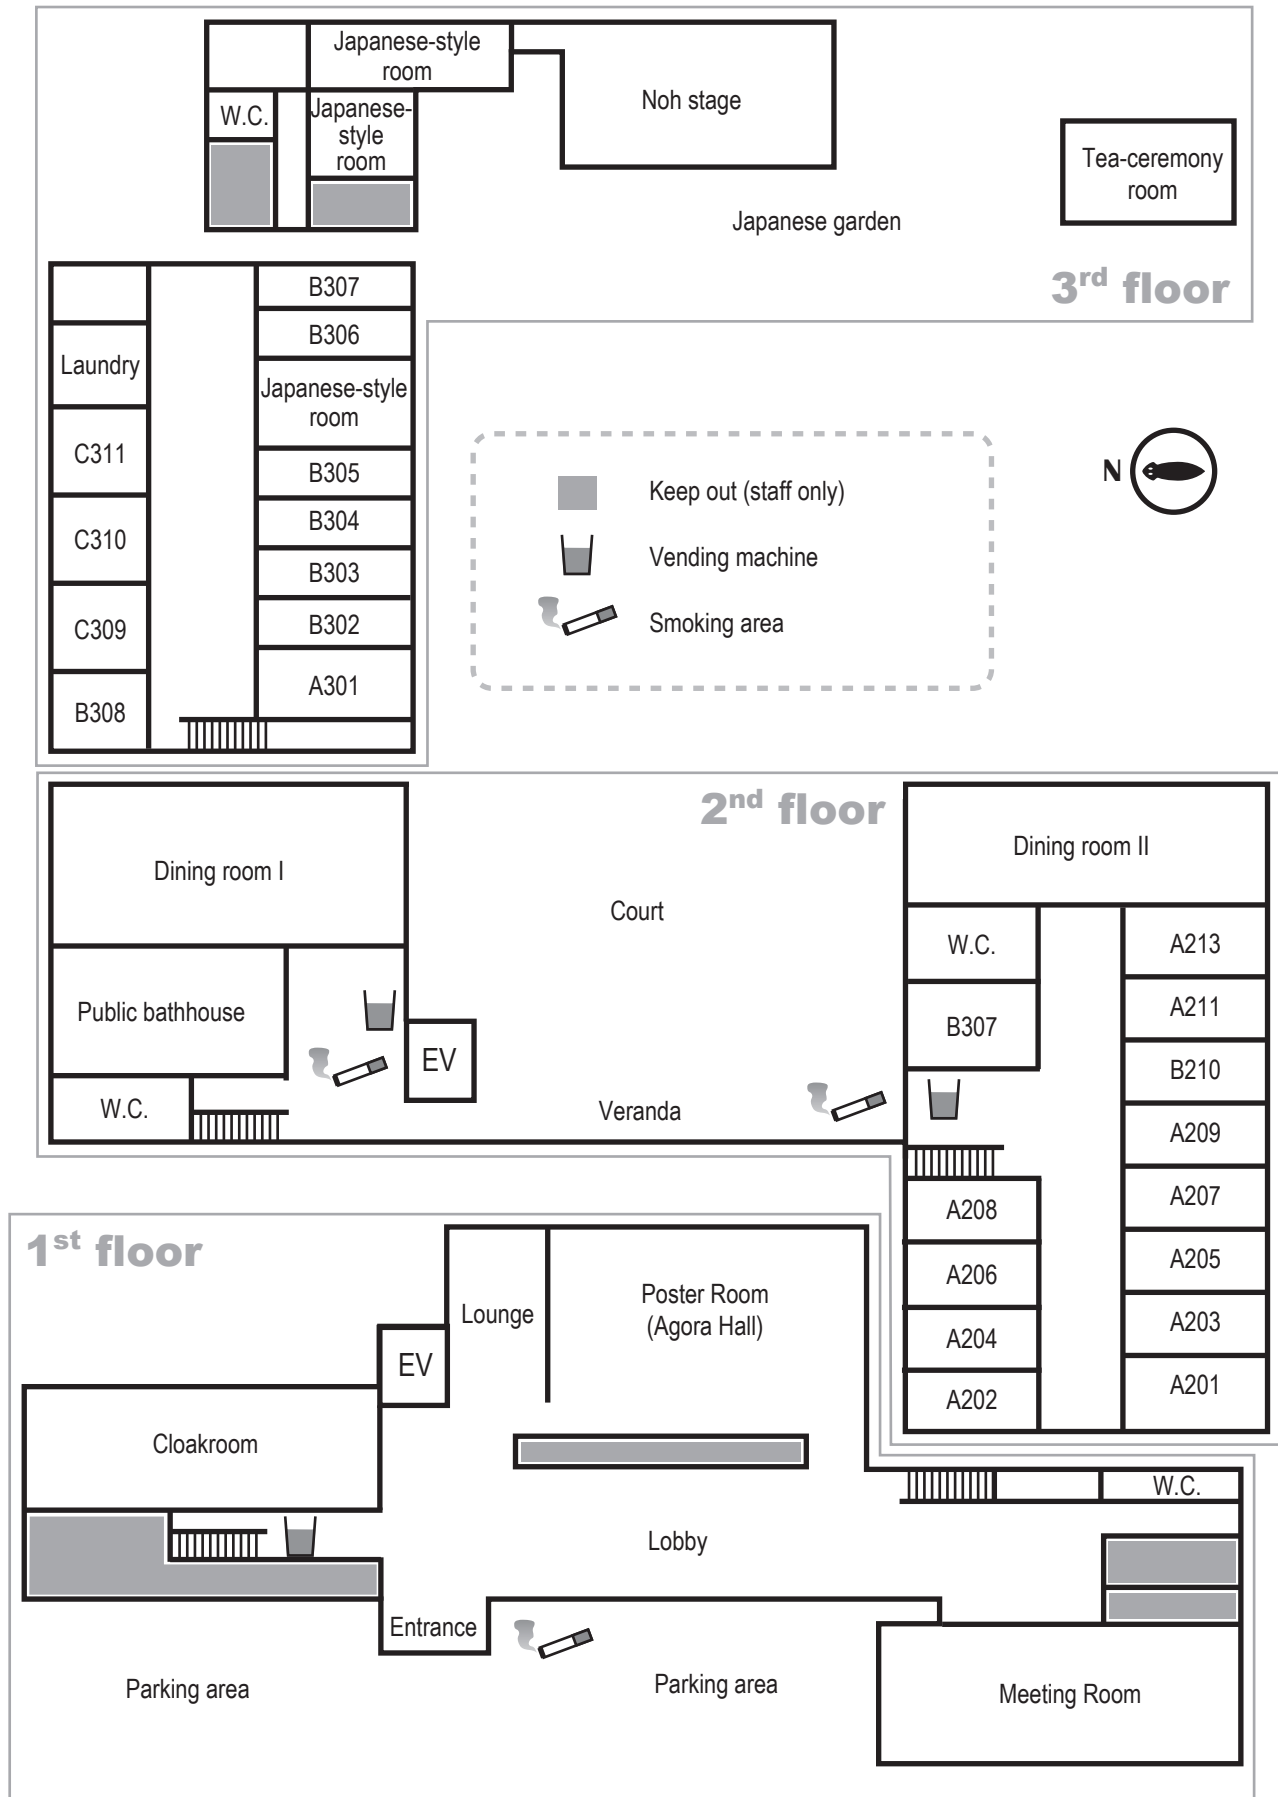 Japanese-style
room
Noh stage
W.C.
Japanese-
style
room
Tea-ceremony
room
Japanese garden
3rd floor
B307
B306
Laundry
Japanese-style
room
C311
B305
C310
B304
B303
C309
B302
B308
A301
Keep out (staff only)
Vending machine
Smoking area
N
2nd floor
Dining room I
Dining room II
Court
W.C.
A213
Public bathhouse
B307
A211
EV
B210
W.C.
Veranda
A209
A208
A207
A206
A205
A204
A203
A202
A201
1st floor
Lounge
Poster Room
(Agora Hall)
EV
Cloakroom
W.C.
Lobby
Entrance
Parking area
Parking area
Meeting Room